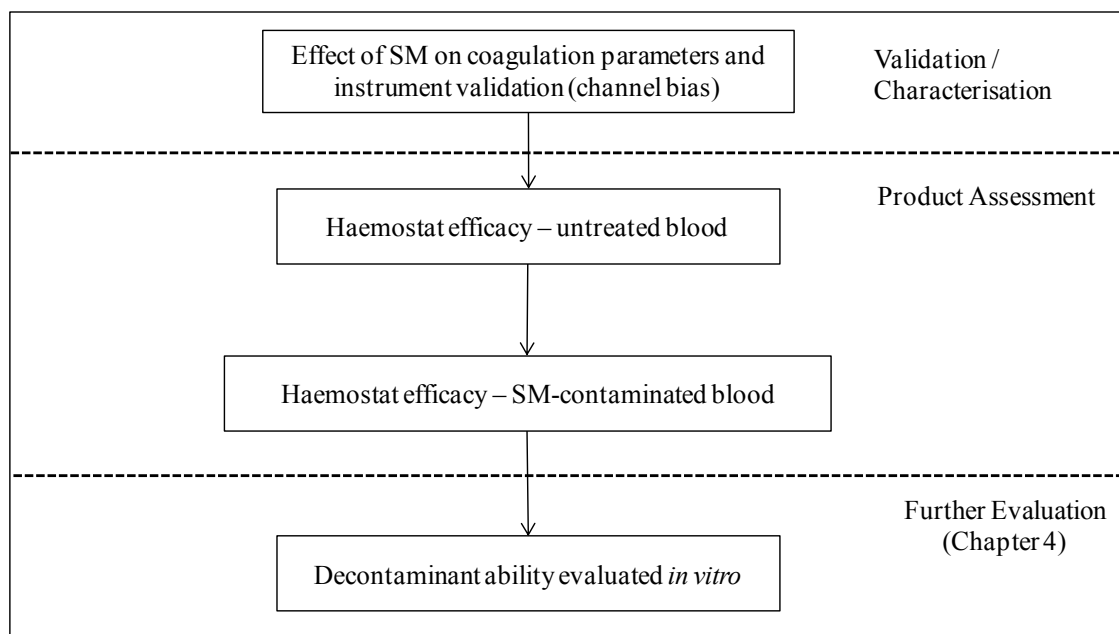 Effect of SM on coagulation parameters and
instrument validation (channel bias)
Validation /
Characterisation
Product Assessment
Haemostat efficacy – untreated blood
Haemostat efficacy – SM-contaminated blood
Further Evaluation
(Chapter 4)
Decontaminant ability evaluated in vitro